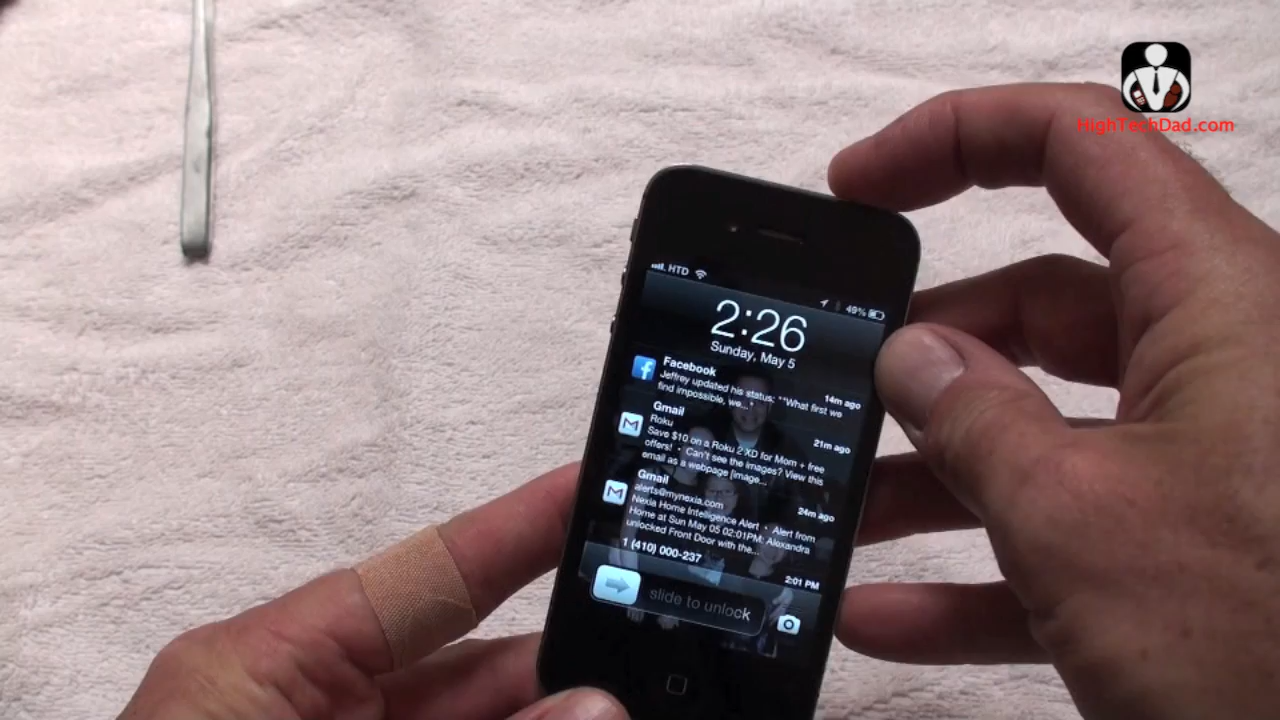 HighTechDad.com
HTD
49%
2:26
Sunday, May 5
Facebook
14m ago
Jeffrey updated his status: "What first we
find impossible, we..."
Gmail
21m ago
Roku
Save $10 on a Roku 2 XD for Mom + free
offers! • Can't see the images? View this
email as a webpage [image...
Gmail
24m ago
alerts@mynexia.com
Nexia Home Intelligence Alert • Alert from
Home at Sun May 05 02:01PM: Alexandra
unlocked Front Door with the...
1 (410) 000-237
2:01 PM
slide to unlock